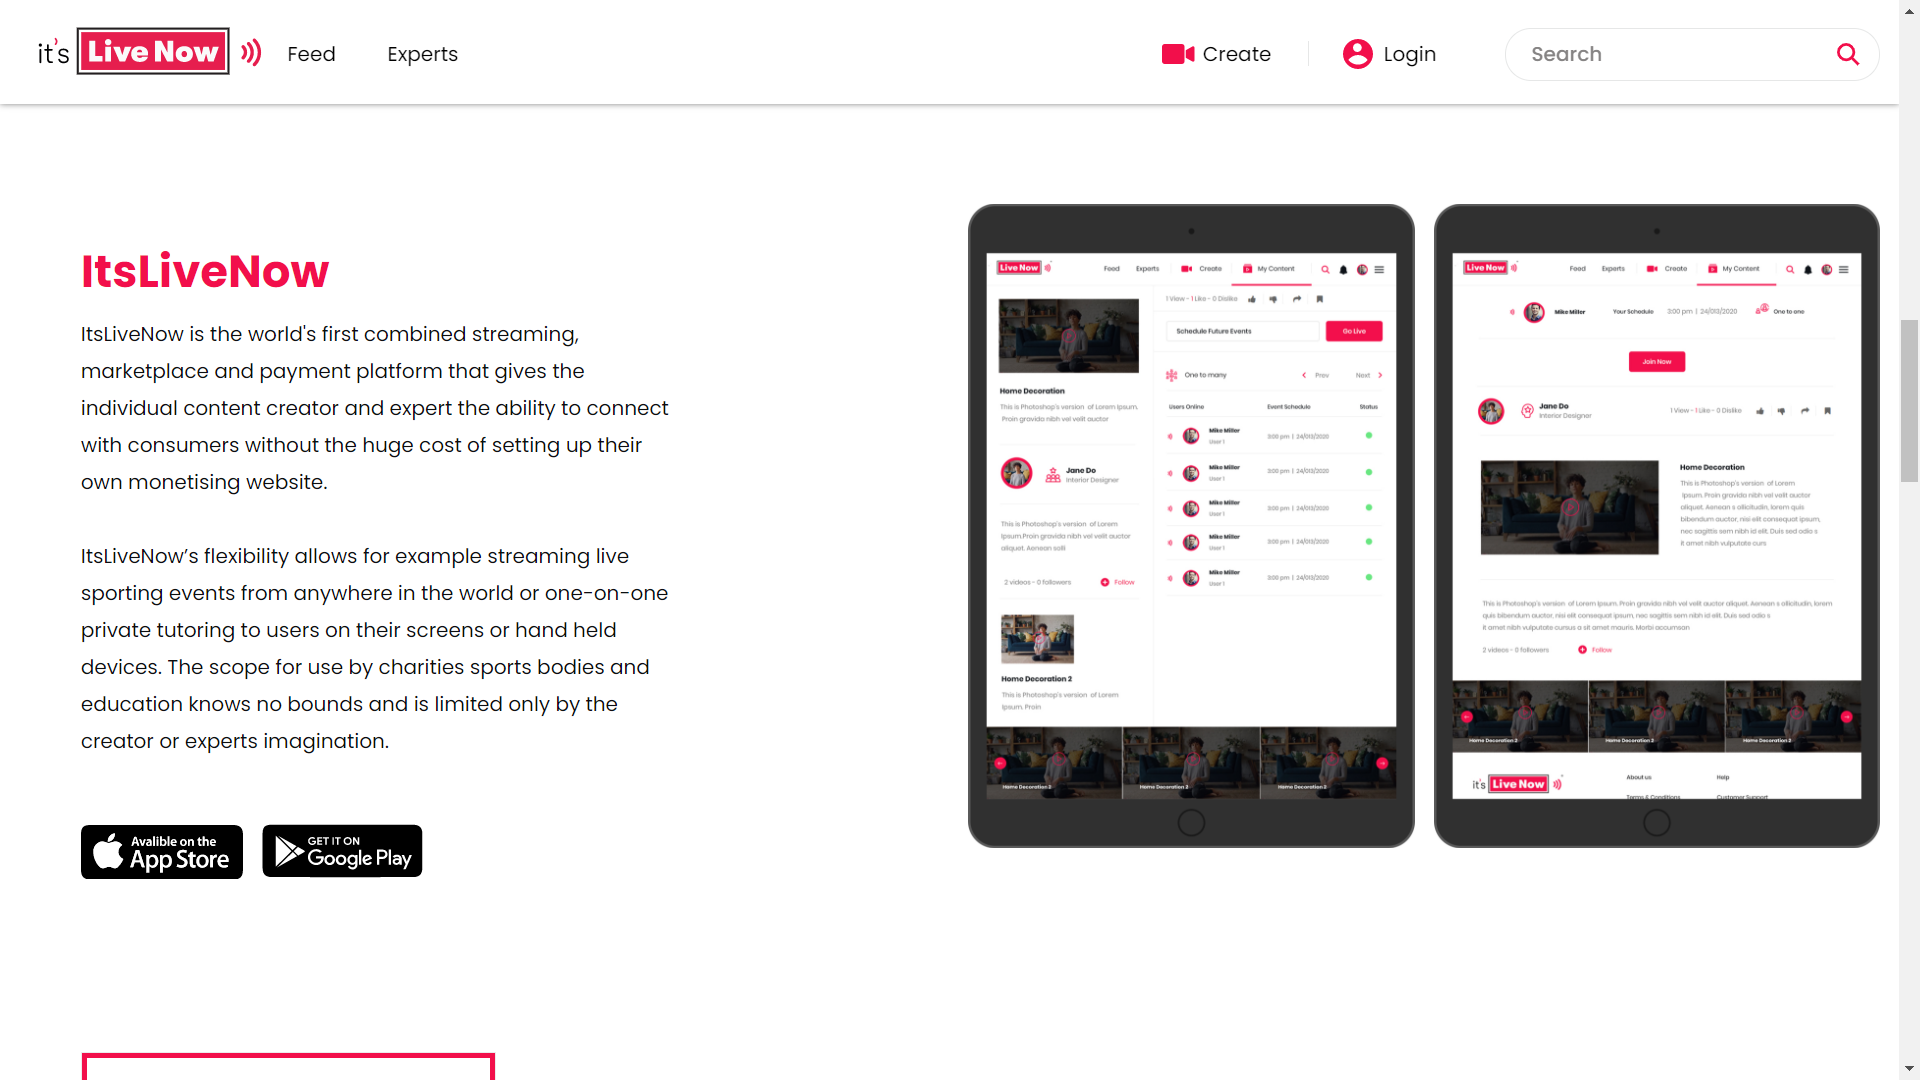 it's Live Now
Feed
Experts
Create
Login
Search
ItsLiveNow
ItsLiveNow is the world's first combined streaming,
marketplace and payment platform that gives the
individual content creator and expert the ability to connect
with consumers without the huge cost of setting up their
own monetising website.
ItsLiveNow’s flexibility allows for example streaming live
sporting events from anywhere in the world or one-on-one
private tutoring to users on their screens or hand held
devices. The scope for use by charities sports bodies and
education knows no bounds and is limited only by the
creator or experts imagination.
Avalible on the
App Store
GET IT ON
Google Play
Live Now
Feed
Experts
Create
My Content
1 View - 1 Like - 0 Dislike
Schedule Future Events
Go Live
One to many
Prev
Next
Users Online
Event Schedule
Status
Mike Miller
User 1
3:00 pm | 24/013/2020
Mike Miller
User 1
3:00 pm | 24/013/2020
Mike Miller
User 1
3:00 pm | 24/013/2020
Mike Miller
User 1
3:00 pm | 24/013/2020
Mike Miller
User 1
3:00 pm | 24/013/2020
Home Decoration
This is Photoshop's version of Lorem Ipsum.
Proin gravida nibh vel velit auctor
Jane Do
Interior Designer
This is Photoshop's version of Lorem
Ipsum.Proin gravida nibh vel velit auctor
aliquet. Aenean solli
2 videos - 0 followers
Follow
Home Decoration 2
This is Photoshop's version of Lorem
Ipsum. Proin
Home Decoration 2
Home Decoration 2
Home Decoration 2
Live Now
Feed
Experts
Create
My Content
Mike Miller
Your Schedule
3:00 pm | 24/013/2020
One to one
Join Now
Jane Do
Interior Designer
1 View - 1 Like - 0 Dislike
Home Decoration
This is Photoshop's version of Lorem
Ipsum. Proin gravida nibh vel velit auctor
aliquet. Aenean s ollicitudin, lorem quis
bibendum auctor, nisi elit consequat ipsum,
nec sagittis sem nibh id elit. Duis sed odio s
it amet nibh vulputate curs
This is Photoshop's version of Lorem Ipsum. Proin gravida nibh vel velit auctor aliquet. Aenean s ollicitudin, lorem
quis bibendum auctor, nisi elit consequat ipsum, nec sagittis sem nibh id elit. Duis sed odio s
it amet nibh vulputate cursus a sit amet mauris. Morbi accumsan
2 videos - 0 followers
Follow
Home Decoration 2
Home Decoration 2
Home Decoration 2
it's Live Now
About us
Help
Terms & Conditions
Customer Support